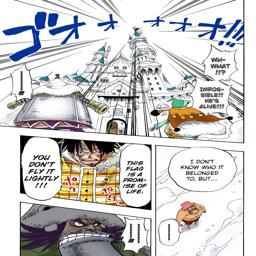 ゴオオオオオ!!!
WH-
WHAT
!!?
IMPOS-
SIBLE!!
HE'S
ALIVE!!!
I DON'T
KNOW WHO IT
BELONGED
TO, BUT...
THIS
FLAG IS
A PROM-
ISE OF
LIFE.
YOU
DON'T
FLY IT
LIGHTLY
!!!!